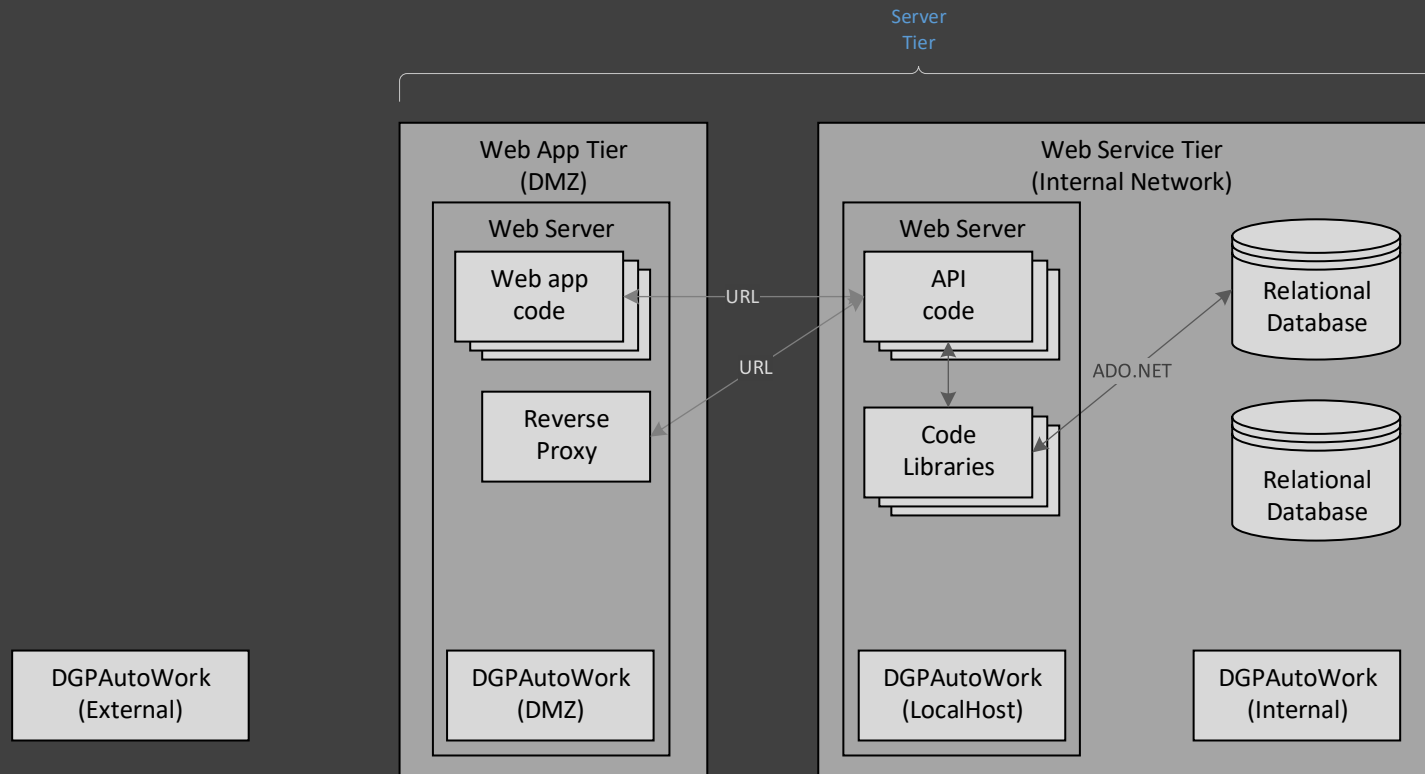 Server
Tier
Web App Tier
(DMZ)
Web Server
Web app
code
Reverse
Proxy
DGPAutoWork
(DMZ)
URL
URL
Web Service Tier
(Internal Network)
Web Server
API
code
Code
Libraries
DGPAutoWork
(LocalHost)
ADO.NET
Relational
Database
Relational
Database
DGPAutoWork
(Internal)
DGPAutoWork
(External)